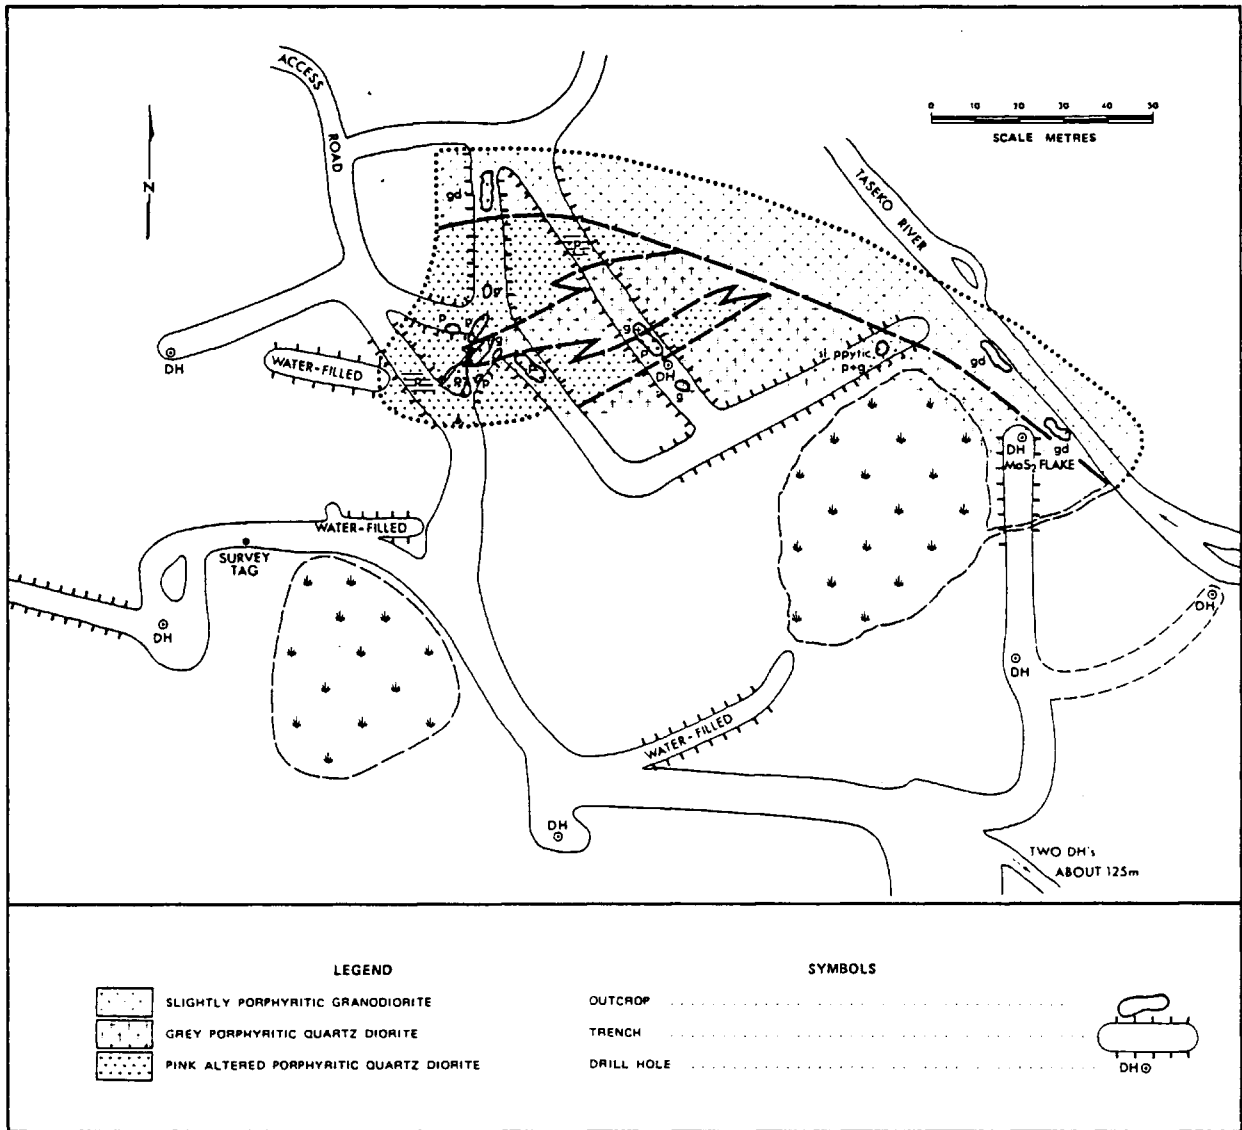 ACCESS
ROAD
N
0 10 20 30 40 50
SCALE METRES
TASEKO RIVER
gd
P
g
P
g
g
P
P
P
g
P
P
DH
g
sl ppytic
p+g
gd
DH
gd
MoS2 FLAKE
DH
WATER-FILLED
WATER-FILLED
SURVEY
TAG
DH
DH
DH
WATER-FILLED
DH
TWO DH's
ABOUT 125m
LEGEND
SLIGHTLY PORPHYRITIC GRANODIORITE
GREY PORPHYRITIC QUARTZ DIORITE
PINK ALTERED PORPHYRITIC QUARTZ DIORITE
SYMBOLS
OUTCROP
TRENCH
DRILL HOLE
DH